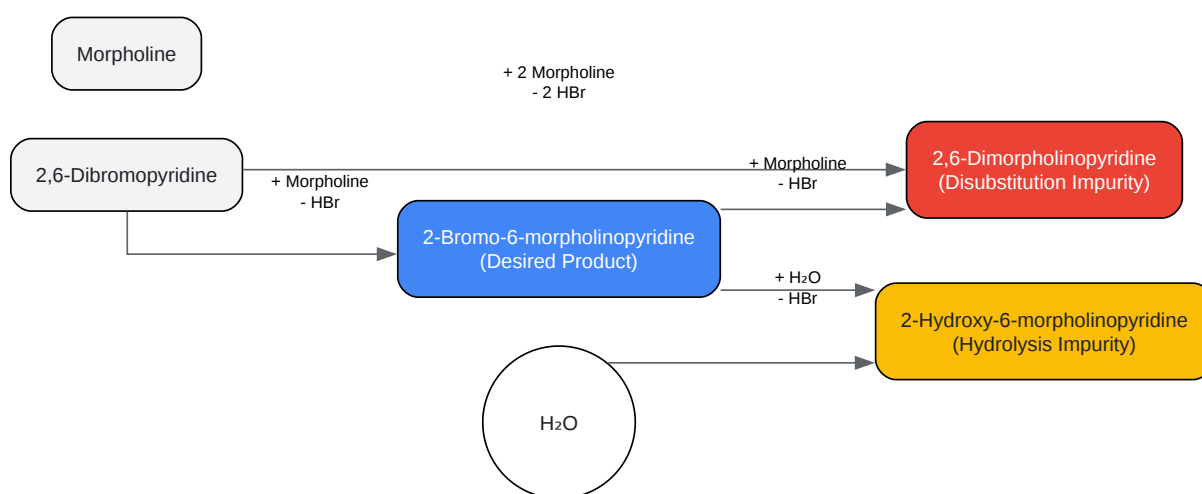 Morpholine
+ 2 Morpholine
- 2 HBr
2,6-Dibromopyridine
+ Morpholine
- HBr
+ Morpholine
- HBr
2,6-Dimorpholinopyridine
(Disubstitution Impurity)
2-Bromo-6-morpholinopyridine
(Desired Product)
+ H₂O
- HBr
2-Hydroxy-6-morpholinopyridine
(Hydrolysis Impurity)
H₂O